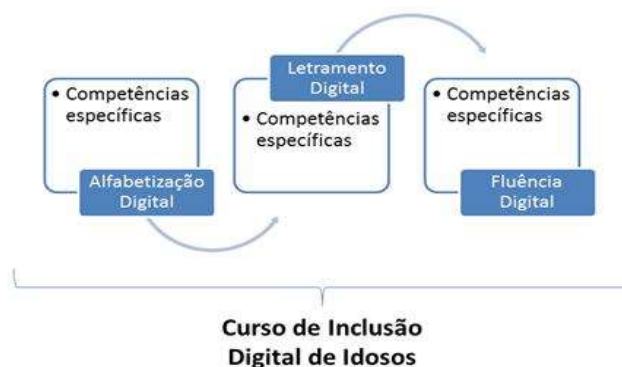 • Competências
específicas
Alfabetização
Digital
Letramento
Digital
• Competências
específicas
• Competências
específicas
Fluência
Digital
Curso de Inclusão
Digital de Idosos